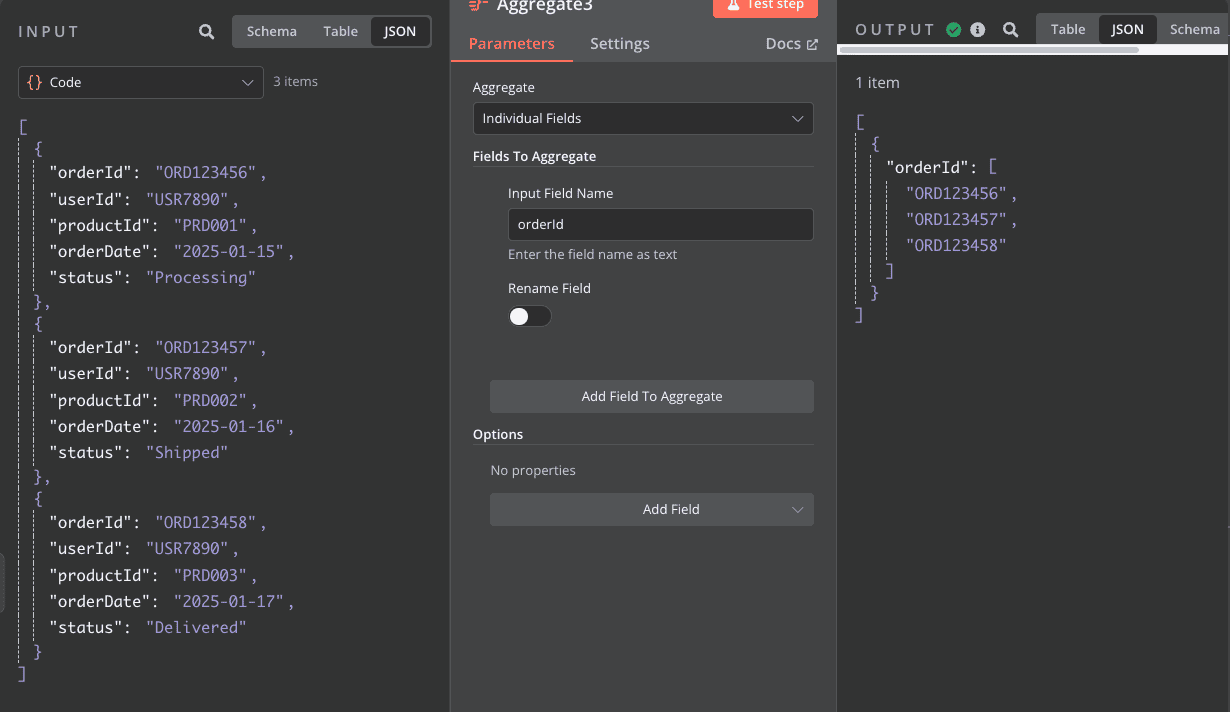 INPUT
Schema Table JSON
{} Code 3 items
[
{
"orderId": "ORD123456",
"userId": "USR7890",
"productId": "PRD001",
"orderDate": "2025-01-15",
"status": "Processing"
},
{
"orderId": "ORD123457",
"userId": "USR7890",
"productId": "PRD002",
"orderDate": "2025-01-16",
"status": "Shipped"
},
{
"orderId": "ORD123458",
"userId": "USR7890",
"productId": "PRD003",
"orderDate": "2025-01-17",
"status": "Delivered"
}
]
Aggregate3 Test step
Parameters Settings Docs
Aggregate
Individual Fields
Fields To Aggregate
Input Field Name
orderId
Enter the field name as text
Rename Field
Add Field To Aggregate
Options
No properties
Add Field
OUTPUT
Table JSON Schema
1 item
[
{
"orderId": [
"ORD123456",
"ORD123457",
"ORD123458"
]
}
]